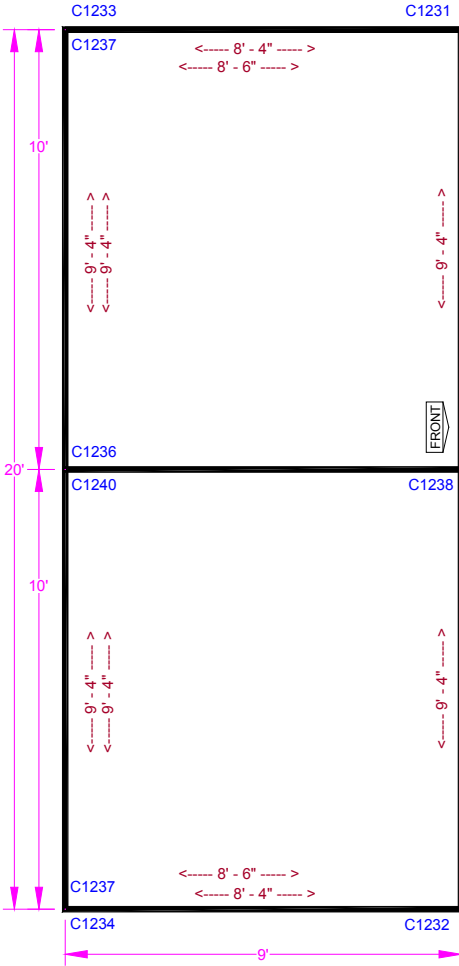 C1233 C1231
C1237 <----- 8' - 4" ----- >
<----- 8' - 6" ----- >
10'
<----- 9' - 4" ----- >
<----- 9' - 4" ----- >
<----- 9' - 4" ----- >
FRONT
C1236
20'
C1240 C1238
10'
<----- 9' - 4" ----- >
<----- 9' - 4" ----- >
<----- 9' - 4" ----- >
<----- 8' - 6" ----- >
C1237 <----- 8' - 4" ----- >
C1234 C1232
9'